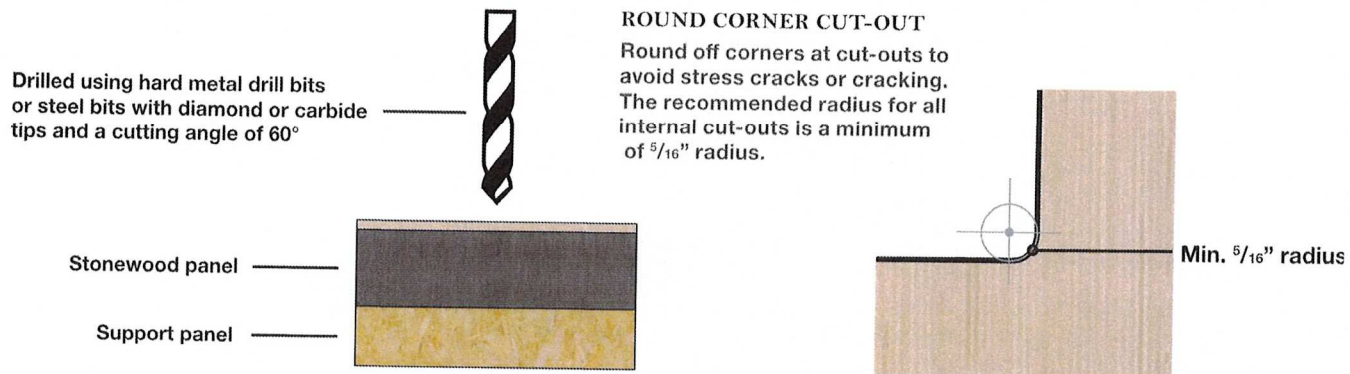 Drilled using hard metal drill bits
or steel bits with diamond or carbide
tips and a cutting angle of 60°
Stonewood panel
Support panel
ROUND CORNER CUT-OUT
Round off corners at cut-outs to
avoid stress cracks or cracking.
The recommended radius for all
internal cut-outs is a minimum
of 5/16” radius.
Min. 5/16” radius